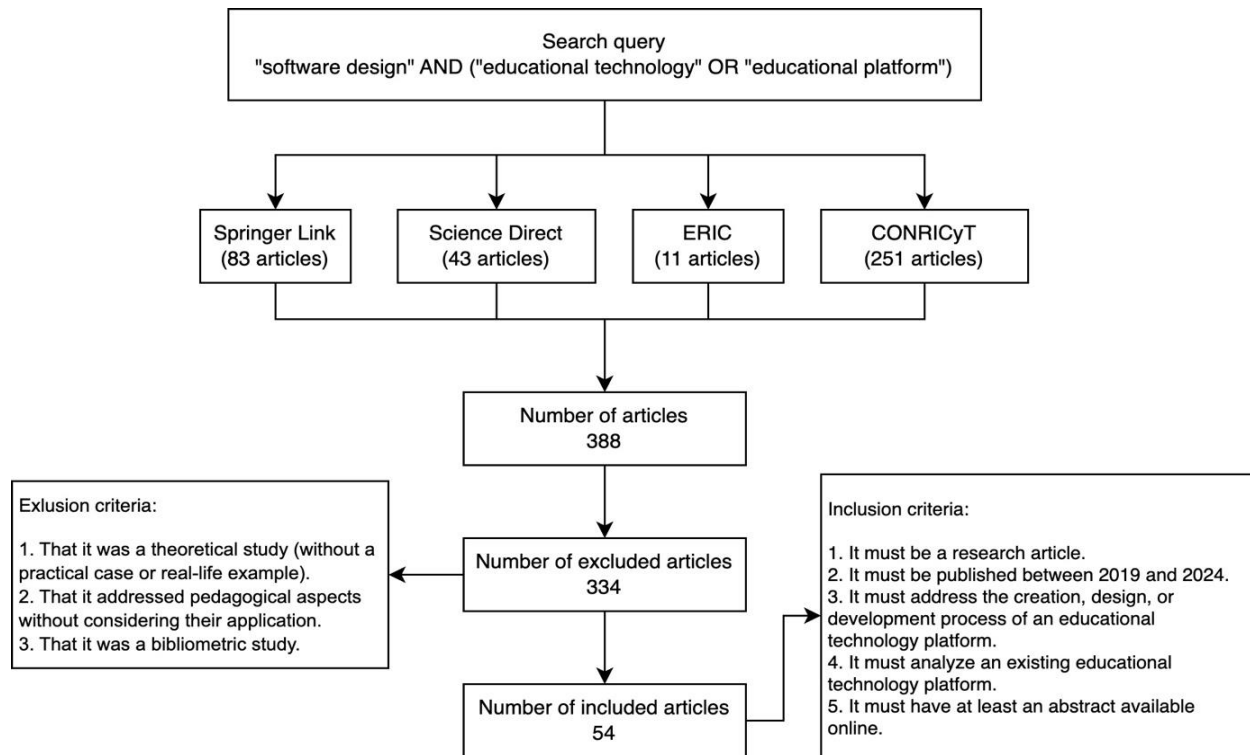 Search query
"software design" AND ("educational technology" OR "educational platform")
Springer Link
(83 articles)
Science Direct
(43 articles)
ERIC
(11 articles)
CONRICyT
(251 articles)
Number of articles
388
Exlusion criteria:
1. That it was a theoretical study (without a
practical case or real-life example).
2. That it addressed pedagogical aspects
without considering their application.
3. That it was a bibliometric study.
Number of excluded articles
334
Inclusion criteria:
1. It must be a research article.
2. It must be published between 2019 and 2024.
3. It must address the creation, design, or
development process of an educational
technology platform.
4. It must analyze an existing educational
technology platform.
5. It must have at least an abstract available
online.
Number of included articles
54